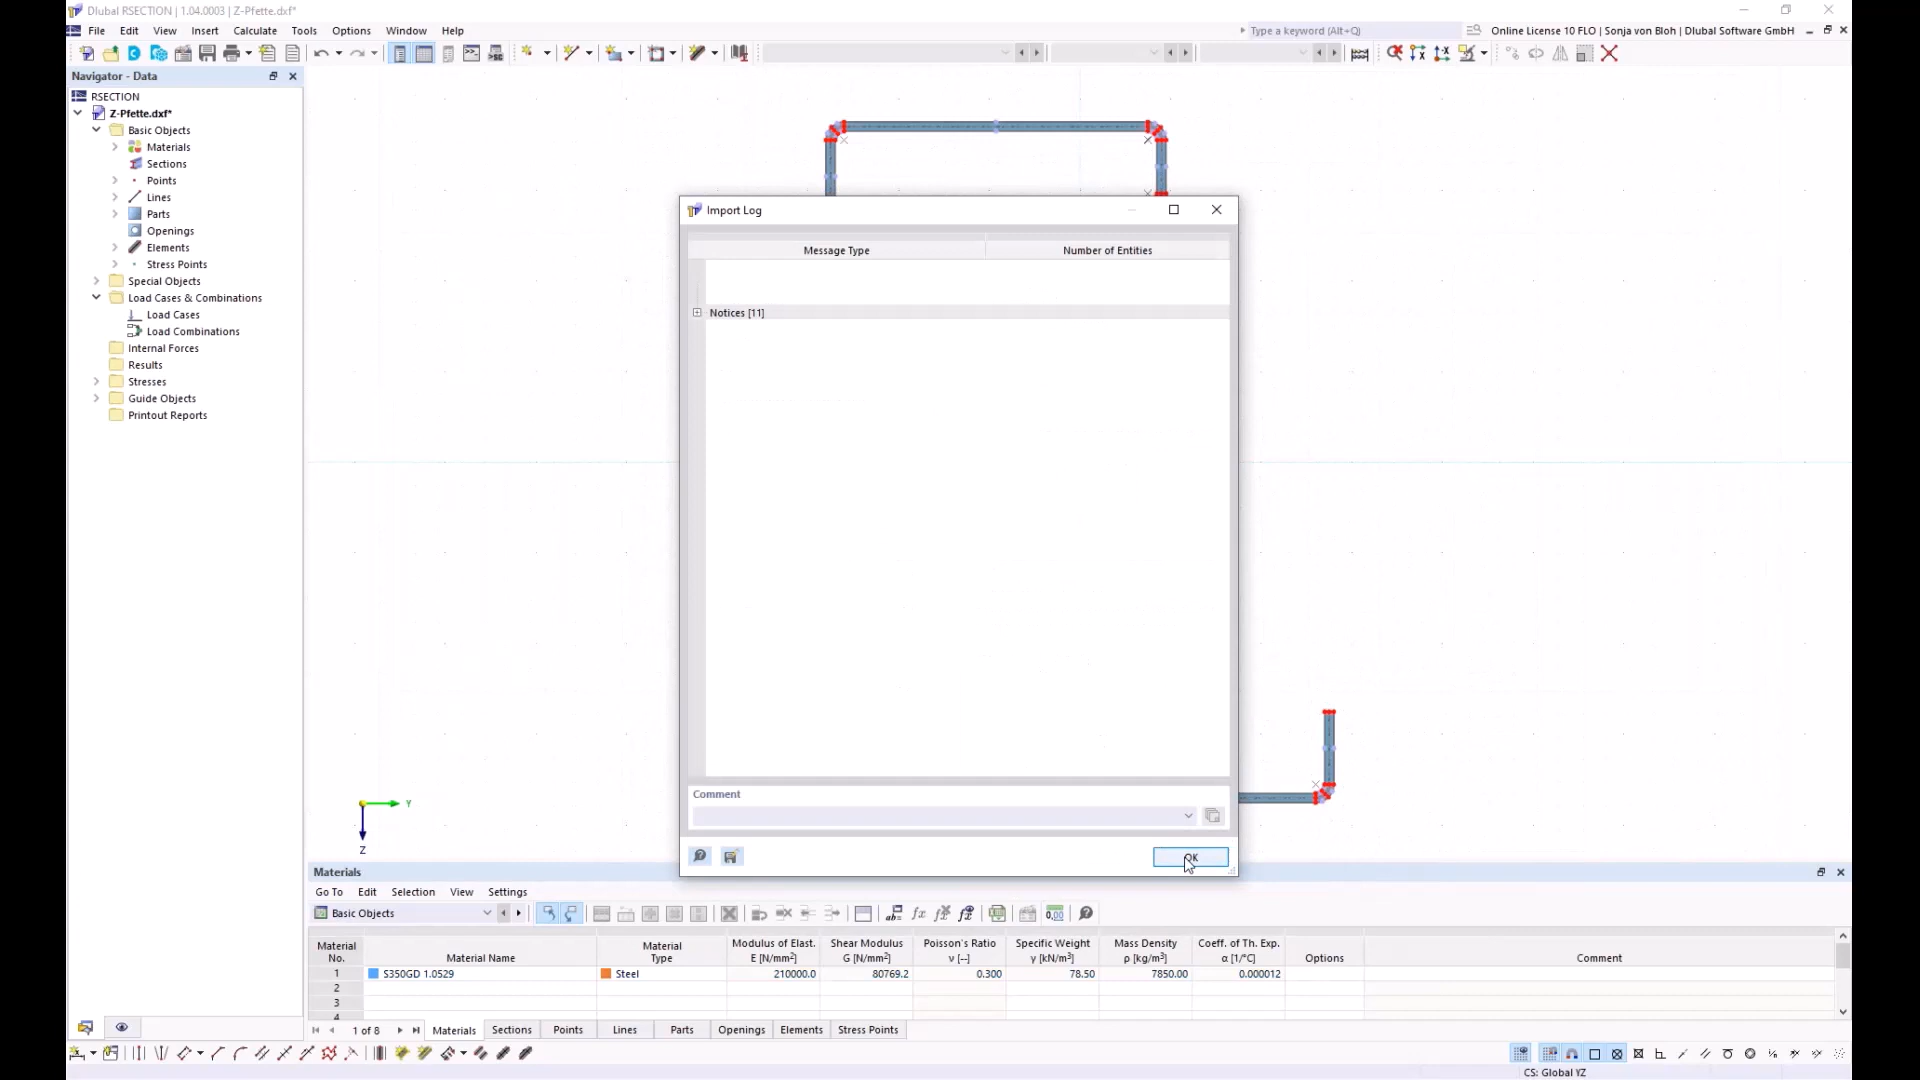 Dlubal RSECTION | 1.04.0003 | Z-Pfette.dxf*
File Edit View Insert Calculate Tools Options Window Help
Type a keyword (Alt+Q)
Online License 10 FLO | Sonja von Bloh | Dlubal Software GmbH
Navigator - Data
RSECTION
Z-Pfette.dxf*
Basic Objects
Materials
Sections
Points
Lines
Parts
Openings
Elements
Stress Points
Special Objects
Load Cases & Combinations
Load Cases
Load Combinations
Internal Forces
Results
Stresses
Guide Objects
Printout Reports
Import Log
Message Type Number of Entities
Notices [11]
Comment
OK
Y
Z
Materials
Go To Edit Selection View Settings
Basic Objects
Material No. Material Name Material Type Modulus of Elast. E [N/mm²] Shear Modulus G [N/mm²] Poisson's Ratio ν [--] Specific Weight γ [kN/m³] Mass Density ρ [kg/m³] Coeff. of Th. Exp. α [1/°C] Options Comment
1 S350GD 1.0529 Steel 210000.0 80769.2 0.300 78.50 7850.00 0.000012
2
3
4
1 of 8 Materials Sections Points Lines Parts Openings Elements Stress Points
CS: Global YZ